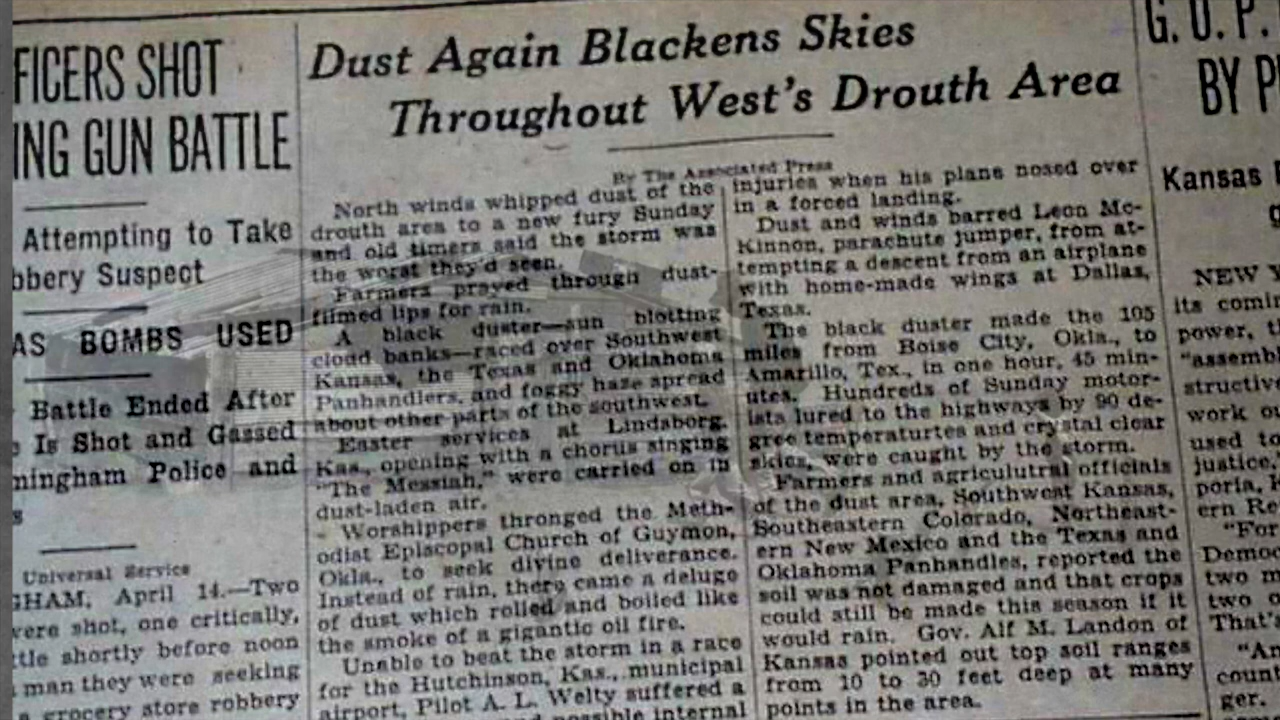 FICERS SHOT
ING GUN BATTLE
Attempting to Take
bbery Suspect
AS BOMBS USED
Battle Ended After
e Is Shot and Gassed
mingham Police and
s
Universal Service
GHAM, April 14.—Two
were shot, one critically,
ttle shortly before noon
man they were seeking
a grocery store robbery
Dust Again Blackens Skies
Throughout West's Drouth Area
By The Associated Press
North winds whipped dust of the
drouth area to a new fury Sunday
and old timers said the storm was
the worst they'd seen.
Farmers prayed through dust-
filmed lips for rain.
A black duster—sun blotting
cloud banks—raced over Southwest
Kansas, the Texas and Oklahoma
Panhandlers, and foggy haze spread
about other parts of the southwest.
Easter services at Lindsborg,
Kas., opening with a chorus singing
"The Messiah," were carried on in
dust-laden air.
Worshippers thronged the Meth-
odist Episcopal Church of Guymon,
Okla., to seek divine deliverance.
Instead of rain, there came a deluge
of dust which rolled and boiled like
the smoke of a gigantic oil fire.
Unable to beat the storm in a race
for the Hutchinson, Kas., municipal
airport, Pilot A. L. Welty suffered a
possible internal
injuries when his plane nosed over
in a forced landing.
Dust and winds barred Leon Mc-
Kinnon, parachute jumper, from at-
tempting a descent from an airplane
with home-made wings at Dallas,
Texas.
The black duster made the 105
miles from Boise City, Okla., to
Amarillo, Tex., in one hour, 45 min-
utes. Hundreds of Sunday motor-
ists lured to the highways by 90 de-
gree temperaturtes and crystal clear
skies, were caught by the storm.
Farmers and agriculutral officials
of the dust area, Southwest Kansas,
Southeastern Colorado, Northeast-
ern New Mexico and the Texas and
Oklahoma Panhandles, reported the
soil was not damaged and that crops
could still be made this season if it
would rain. Gov. Alf M. Landon of
Kansas pointed out top soil ranges
from 10 to 30 feet deep at many
points in the area.
G. O. P.
BY P
Kansas
g
NEW Y
its comin
power, t
"assembl
structive
work o
used to
justice,
poria, K
ern Re
"For
Democ
two m
two o
That's
"An
count
ger.